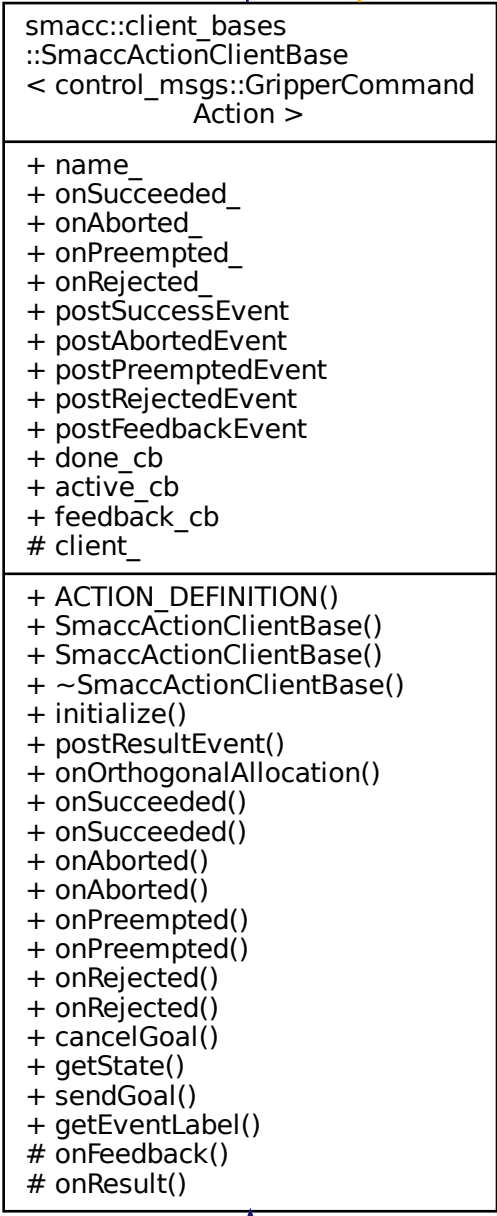 smacc::client_bases
::SmaccActionClientBase
< control_msgs::GripperCommand
Action >
+ name_
+ onSucceeded_
+ onAborted_
+ onPreempted_
+ onRejected_
+ postSuccessEvent
+ postAbortedEvent
+ postPreemptedEvent
+ postRejectedEvent
+ postFeedbackEvent
+ done_cb
+ active_cb
+ feedback_cb
# client_
+ ACTION_DEFINITION()
+ SmaccActionClientBase()
+ SmaccActionClientBase()
+ ~SmaccActionClientBase()
+ initialize()
+ postResultEvent()
+ onOrthogonalAllocation()
+ onSucceeded()
+ onSucceeded()
+ onAborted()
+ onAborted()
+ onPreempted()
+ onPreempted()
+ onRejected()
+ onRejected()
+ cancelGoal()
+ getState()
+ sendGoal()
+ getEventLabel()
# onFeedback()
# onResult()